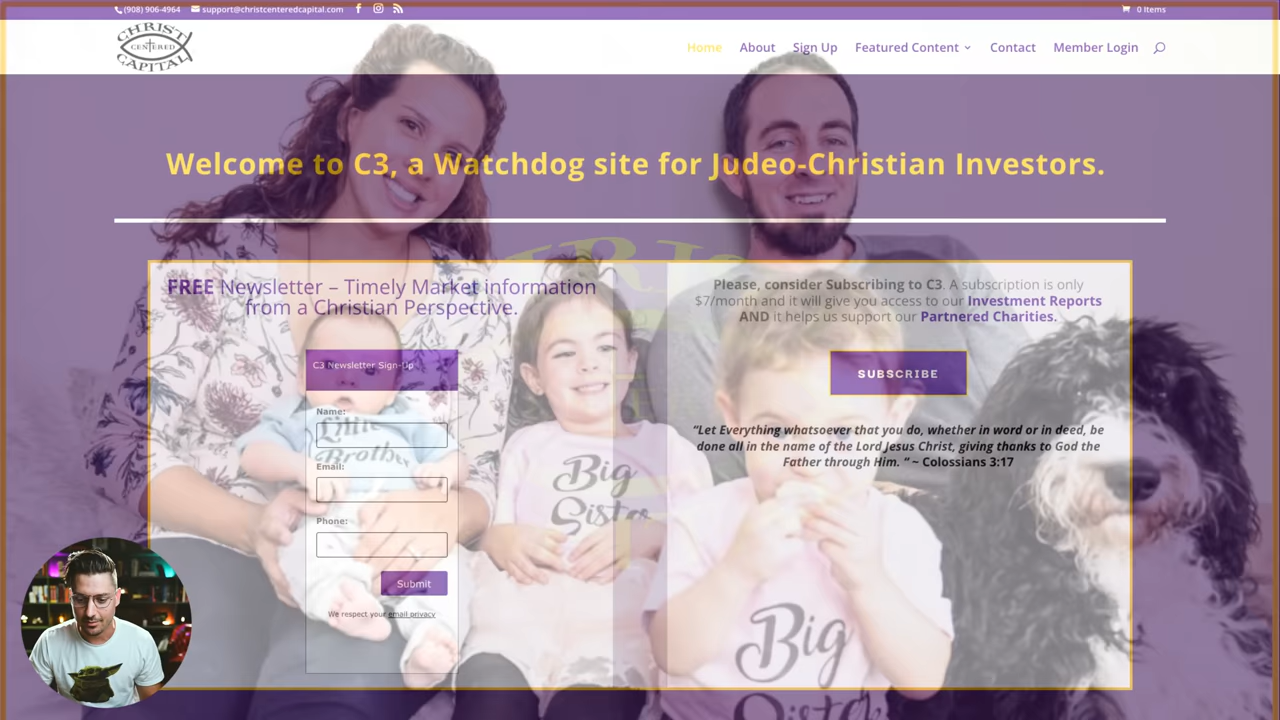 (908) 906-4964 support@christcenteredcapital.com 0 Items
CHRIST
CENTERED
CAPITAL
Home About Sign Up Featured Content Contact Member Login
Welcome to C3, a Watchdog site for Judeo-Christian Investors.
FREE Newsletter – Timely Market information
from a Christian Perspective.
C3 Newsletter Sign-Up
Name:
Email:
Phone:
Submit
We respect your email privacy
Please, consider Subscribing to C3. A subscription is only
$7/month and it will give you access to our Investment Reports
AND it helps us support our Partnered Charities.
SUBSCRIBE
“Let Everything whatsoever that you do, whether in word or in deed, be
done all in the name of the Lord Jesus Christ, giving thanks to God the
Father through Him. ” ~ Colossians 3:17
Little
Brother
Big
Sister
Big
Sister